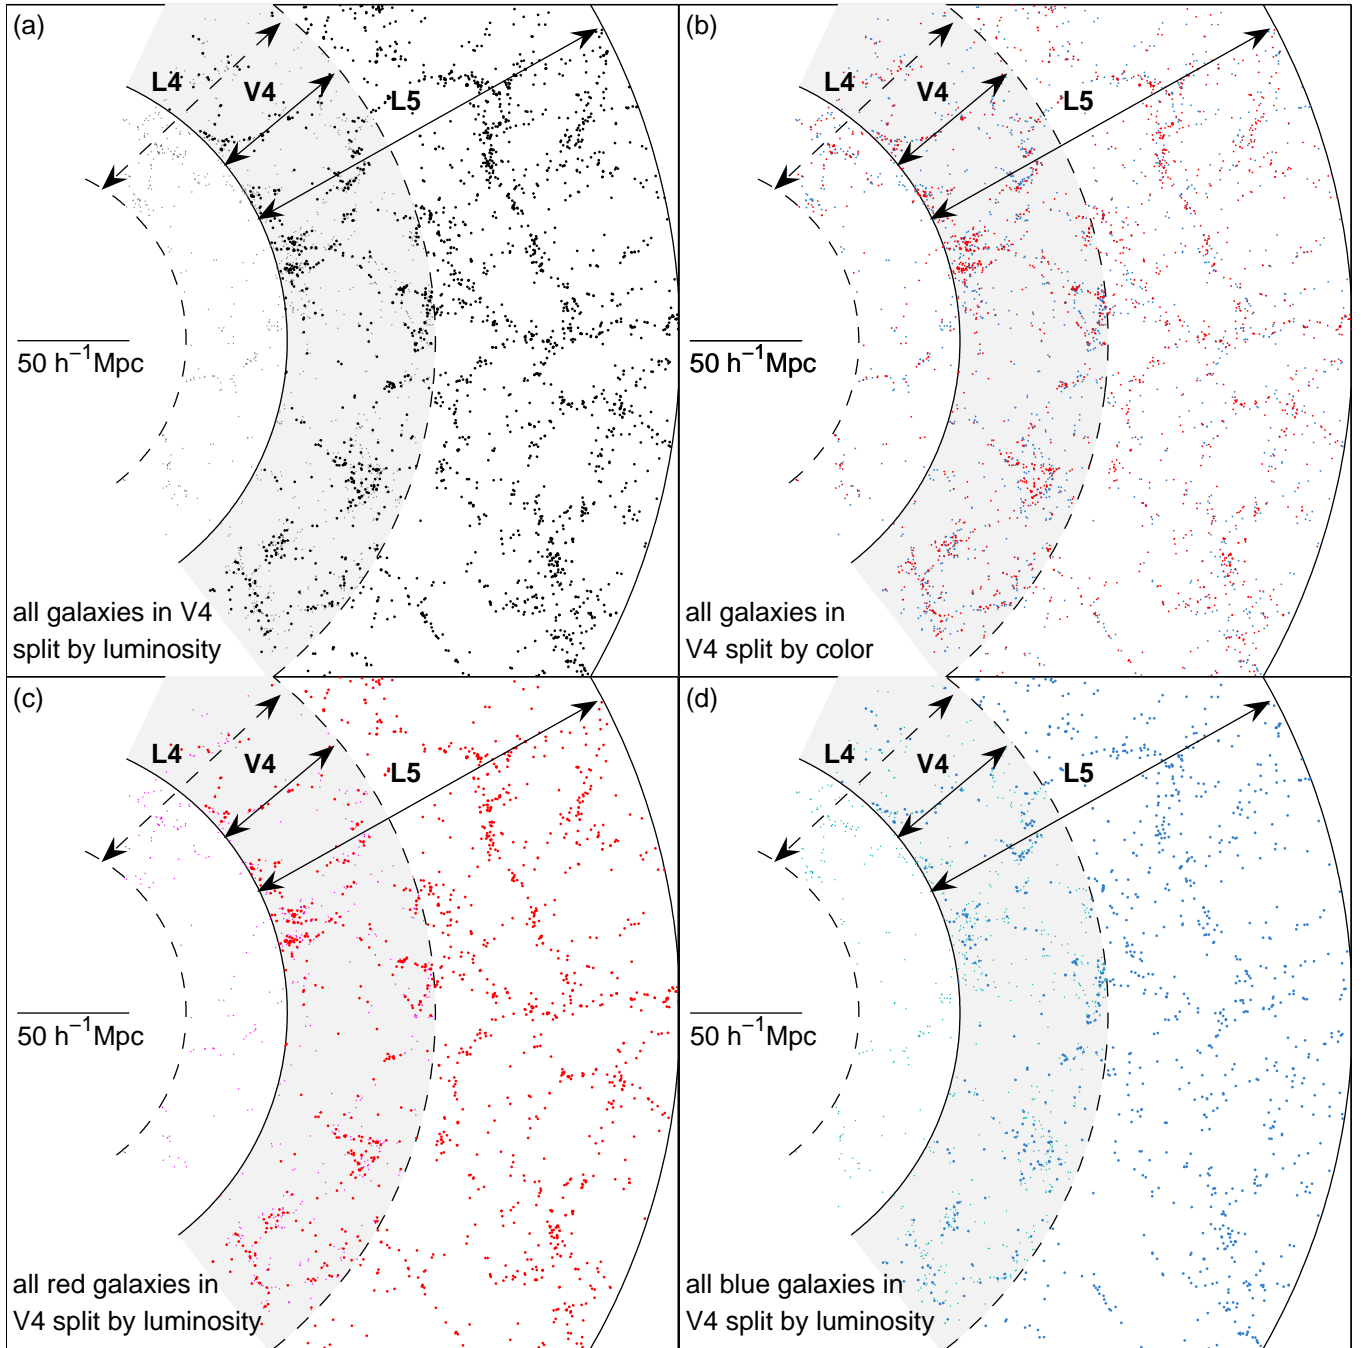 (a)
L4
V4
L5
50 h−1Mpc
all galaxies in V4
split by luminosity
(b)
L4
V4
L5
50 h−1Mpc
all galaxies in
V4 split by color
(c)
L4
V4
L5
50 h−1Mpc
all red galaxies in
V4 split by luminosity
(d)
L4
V4
L5
50 h−1Mpc
all blue galaxies in
V4 split by luminosity